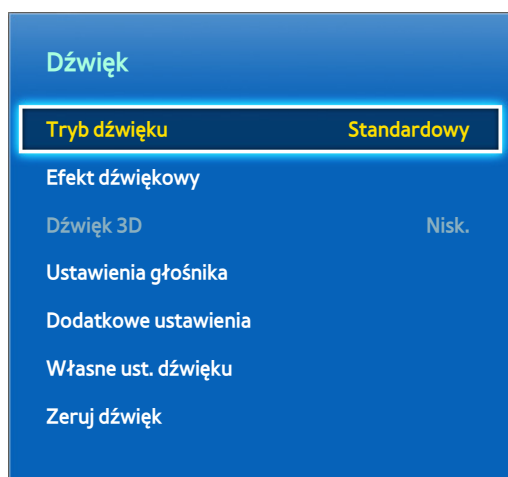 Dźwięk
Tryb dźwięku Standardowy
Efekt dźwiękowy
Dźwięk 3D Nisk.
Ustawienia głośnika
Dodatkowe ustawienia
Własne ust. dźwięku
Zeruj dźwięk